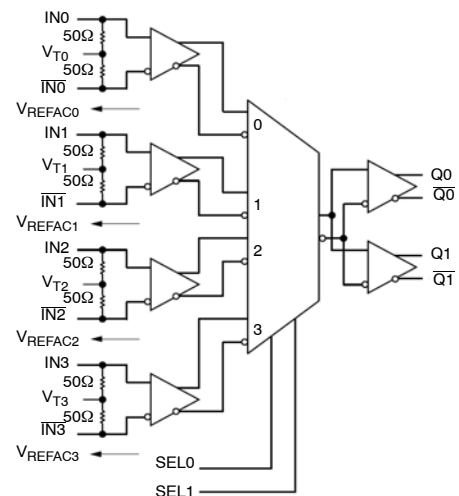 IN0
50Ω
VT0
50Ω
IN0
VREFAC0
IN1
50Ω
VT1
50Ω
IN1
VREFAC1
IN2
50Ω
VT2
50Ω
IN2
VREFAC2
IN3
50Ω
VT3
50Ω
IN3
VREFAC3
0
1
2
3
SEL0
SEL1
Q0
Q0
Q1
Q1